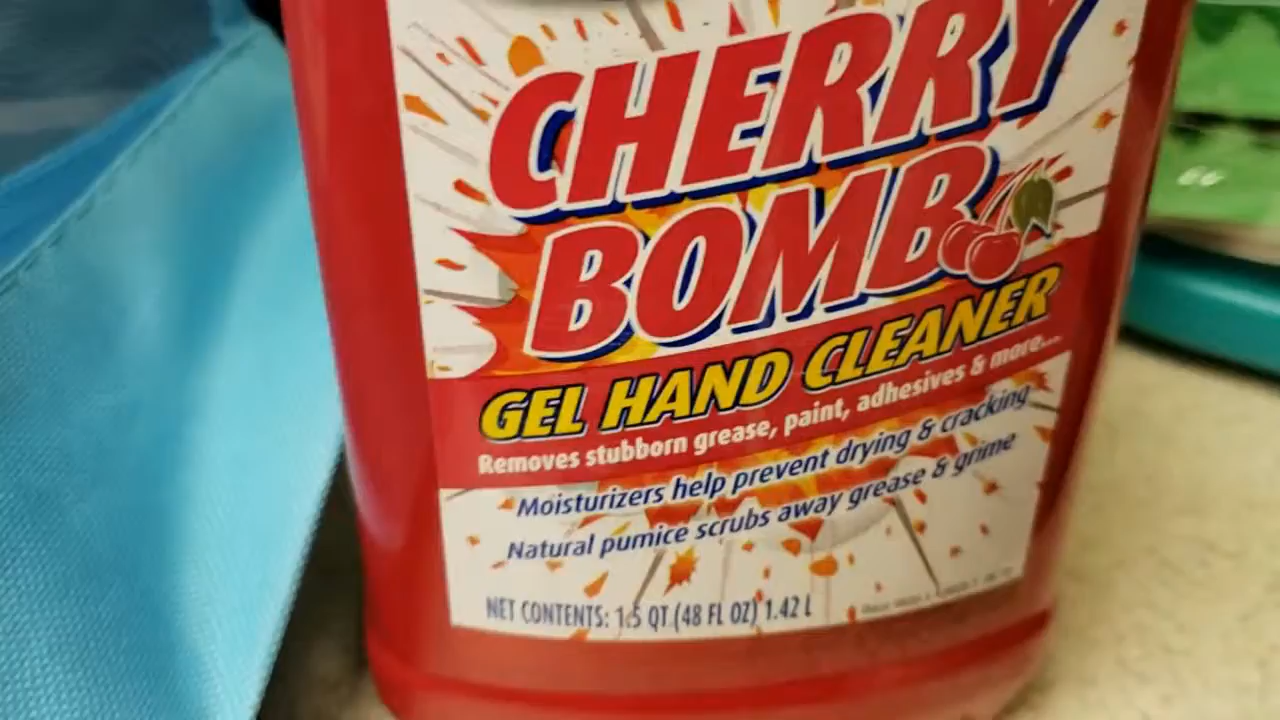 CHERRY
BOMB
GEL HAND CLEANER
Removes stubborn grease, paint, adhesives & more...
Moisturizers help prevent drying & cracking
Natural pumice scrubs away grease & grime
NET CONTENTS: 1.5 QT (48 FL OZ) 1.42 L